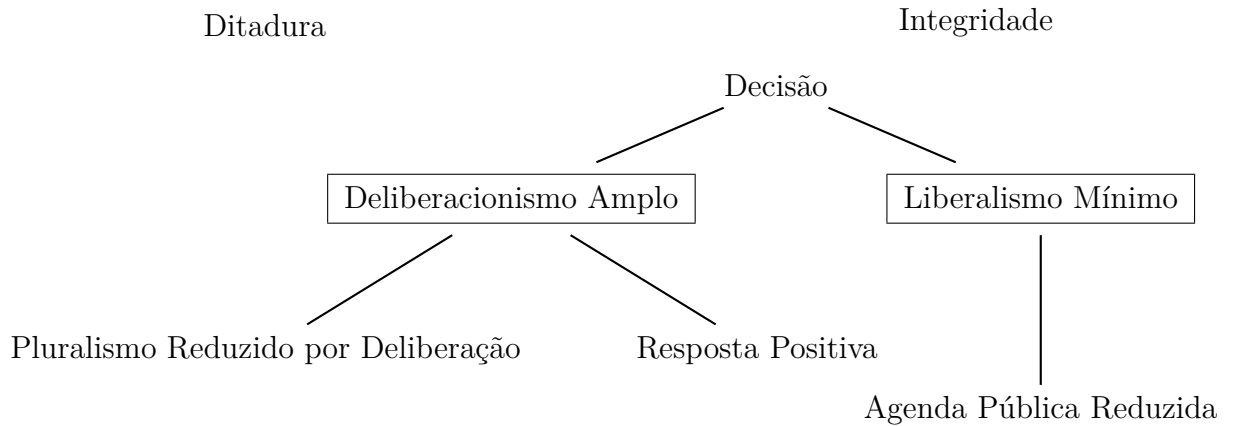 Ditadura
Integridade
Decisão
Deliberacionismo Amplo
Liberalismo Mínimo
Pluralismo Reduzido por Deliberação
Resposta Positiva
Agenda Pública Reduzida